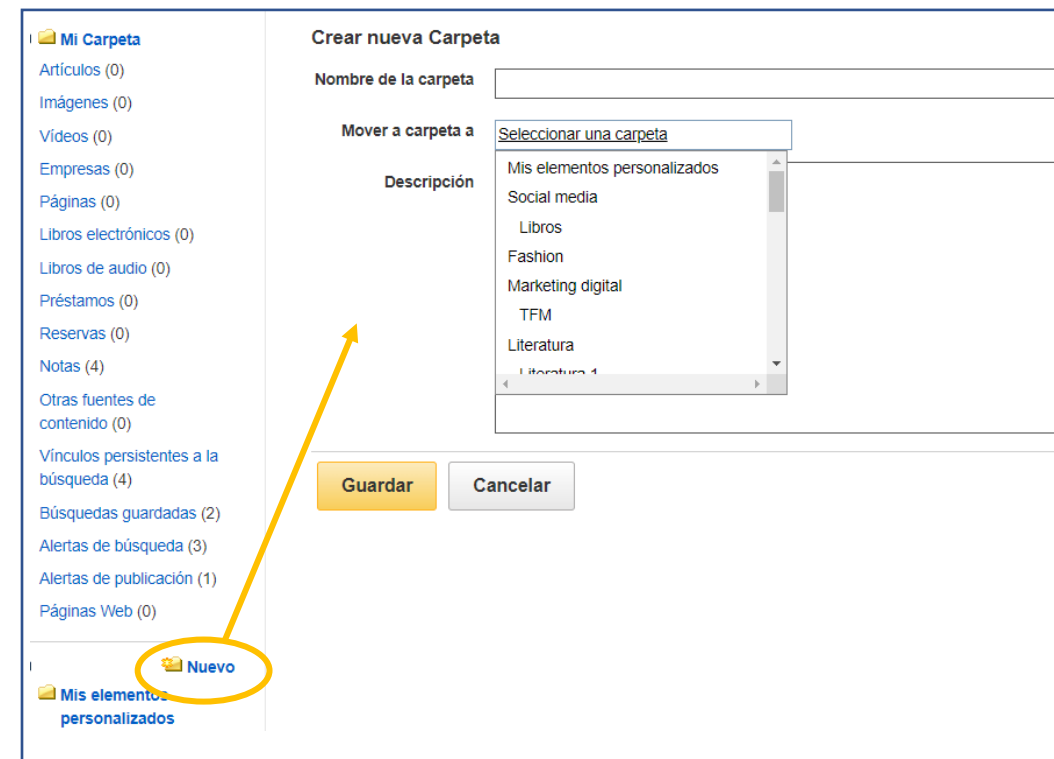 Mi Carpeta
Artículos (0)
Imágenes (0)
Vídeos (0)
Empresas (0)
Páginas (0)
Libros electrónicos (0)
Libros de audio (0)
Préstamos (0)
Reservas (0)
Notas (4)
Otras fuentes de
contenido (0)
Vínculos persistentes a la
búsqueda (4)
Búsquedas guardadas (2)
Alertas de búsqueda (3)
Alertas de publicación (1)
Páginas Web (0)
Nuevo
Mis elementos
personalizados
Crear nueva Carpeta
Nombre de la carpeta
Mover a carpeta a
Seleccionar una carpeta
Descripción
Mis elementos personalizados
Social media
Libros
Fashion
Marketing digital
TFM
Literatura
Literatura 1
Guardar
Cancelar